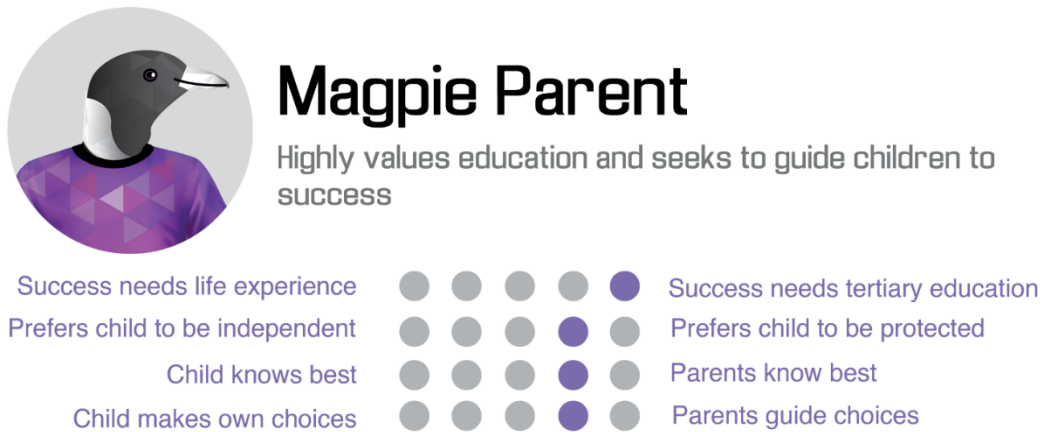 Magpie Parent
Highly values education and seeks to guide children to
success
Success needs life experience Success needs tertiary education
Prefers child to be independent Prefers child to be protected
Child knows best Parents know best
Child makes own choices Parents guide choices